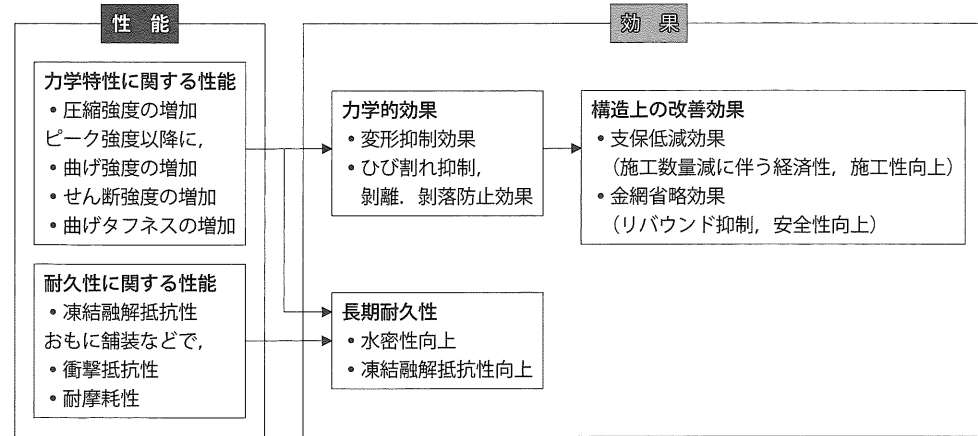 性 能
力学特性に関する性能
• 圧縮強度の増加
ピーク強度以降に，
• 曲げ強度の増加
• せん断強度の増加
• 曲げタフネスの増加
耐久性に関する性能
• 凍結融解抵抗性
おもに舗装などで，
• 衝撃抵抗性
• 耐摩耗性
効 果
力学的効果
• 変形抑制効果
• ひび割れ抑制，
剝離．剝落防止効果
構造上の改善効果
• 支保低減効果
（施工数量減に伴う経済性，施工性向上）
• 金網省略効果
（リバウンド抑制，安全性向上）
長期耐久性
• 水密性向上
• 凍結融解抵抗性向上